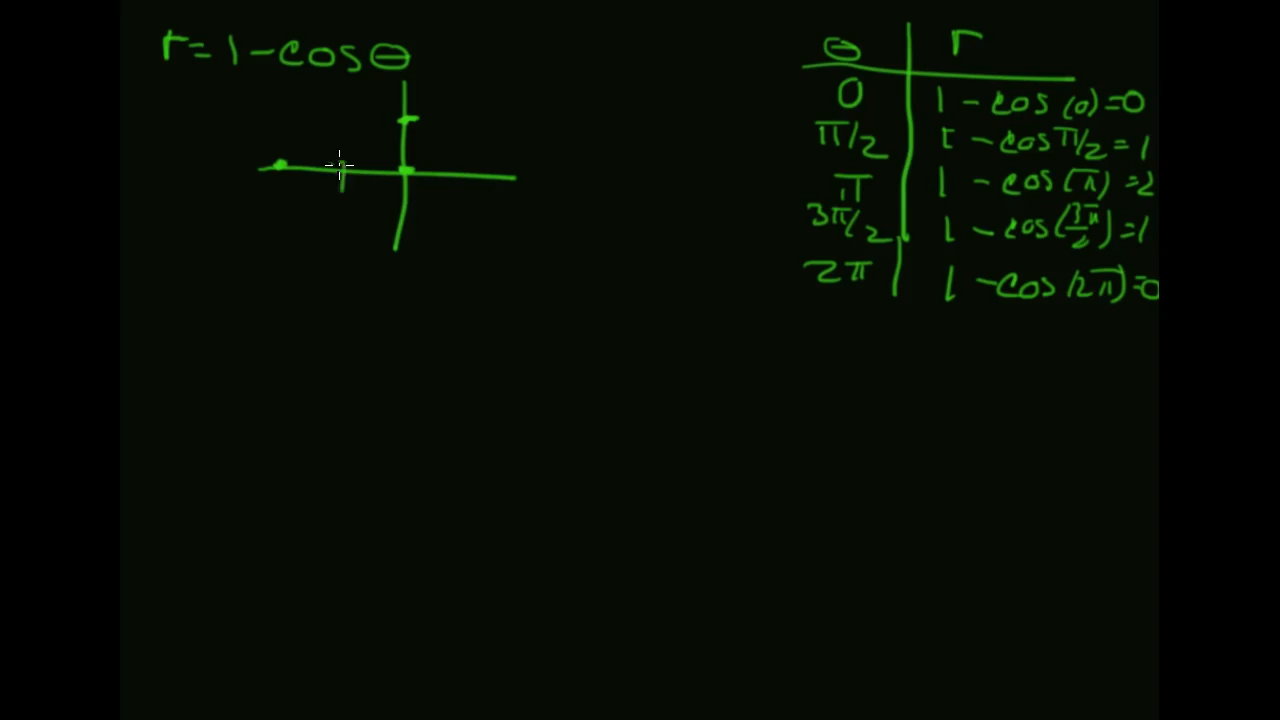 r = 1 - cos θ
θ r
0 1 - cos (0) = 0
π/2 1 - cos π/2 = 1
π 1 - cos (π) = 2
3π/2 1 - cos (3π/2) = 1
2π 1 - cos (2π) = 0